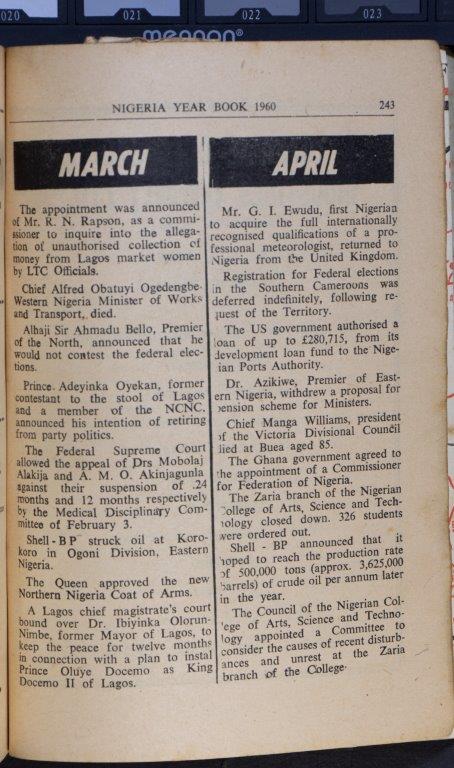 020
021
022
023
NIGERIA YEAR BOOK 1960
243
MARCH
The appointment was announced
of Mr. R. N. Rapson, as a commi-
ssioner to inquire into the allega-
tion of unauthorised collection of
money from Lagos market women
by LTC Officials.
Chief Alfred Obatuyi Ogedengbe-
Western Nigeria Minister of Works
and Transport, died.
Alhaji Sir Ahmadu Bello, Premier
of the North, announced that he
would not contest the federal elec-
tions.
Prince. Adeyinka Oyekan, former
contestant to the stool of Lagos
and a member of the NCNC,
announced his intention of retiring
from party politics.
The Federal Supreme Court
allowed the appeal of Drs Mobolaj
Alakija and A. M. O. Akinjagunla
against their suspension of .24
months and 12 months respectively
by the Medical Disciplinary Com-
mittee of February 3.
Shell-BP struck oil at Koro-
koro in Ogoni Division, Eastern
Nigeria.
The Queen approved the new
Northern Nigeria Coat of Arms.
A Lagos chief magistrate's court
bound over Dr. Ibiyinka Olorun-
Nimbe, former Mayor of Lagos, to
keep the peace for twelve months
in connection with a plan to instal
Prince Oluye Docemo as King
Docemo II of Lagos.
APRIL
Mr. G. I. Ewudu, first Nigerian
to acquire the full internationally
recognised qualifications of a pro-
fessional meteorologist, returned to
Nigeria from the United Kingdom.
Registration for Federal elections
in the Southern Cameroons was
deferred indefinitely, following re-
quest of the Territory.
The US government authorised a
loan of up to £280,715, from its
development loan fund to the Nige-
ian Ports Authority.
Dr. Azikiwe, Premier of East-
ern Nigeria, withdrew a proposal for
pension scheme for Ministers.
Chief Manga Williams, president
of the Victoria Divisional Council
died at Buea aged 85.
The Ghana government agreed to
the appointment of a Commissioner
for Federation of Nigeria.
The Zaria branch of the Nigerian
College of Arts, Science and Tech-
nology closed down. 326 students
were ordered out.
Shell - BP announced that it
hoped to reach the production rate
of 500,000 tons (approx. 3,625,000
barrels) of crude oil per annum later
in the year.
The Council of the Nigerian Col-
lege of Arts, Science and Techno-
logy appointed a Committee to
consider the causes of recent disturb-
ances and unrest at the Zaria
branch of the College.